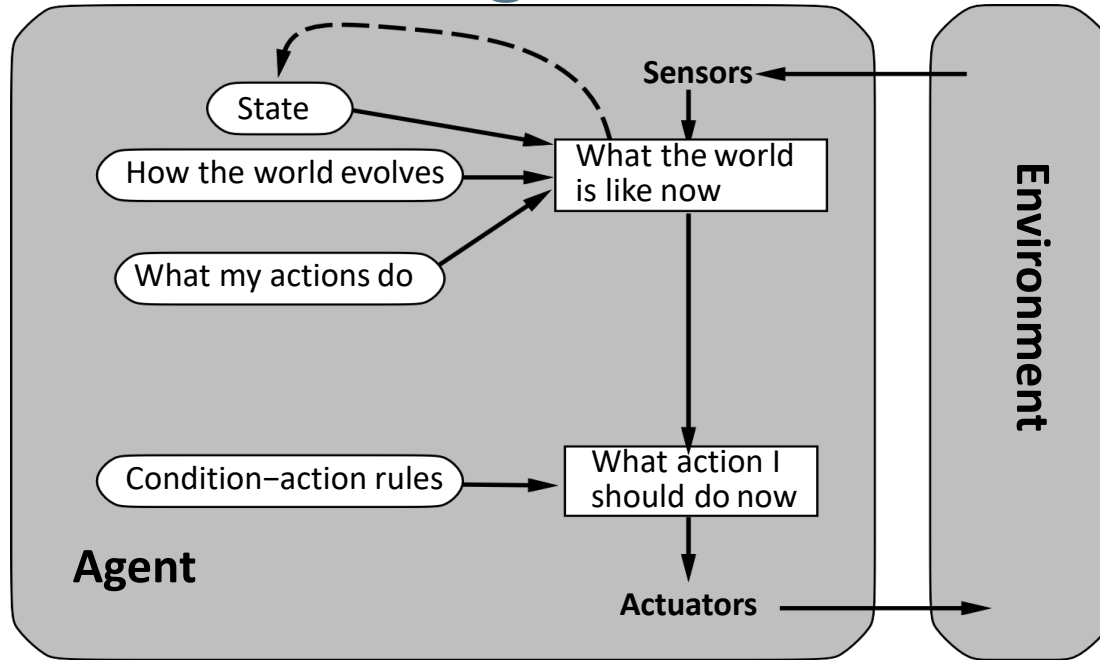 Sensors
State
What the world
is like now
How the world evolves
What my actions do
Environment
Condition−action rules
What action I
should do now
Agent
Actuators